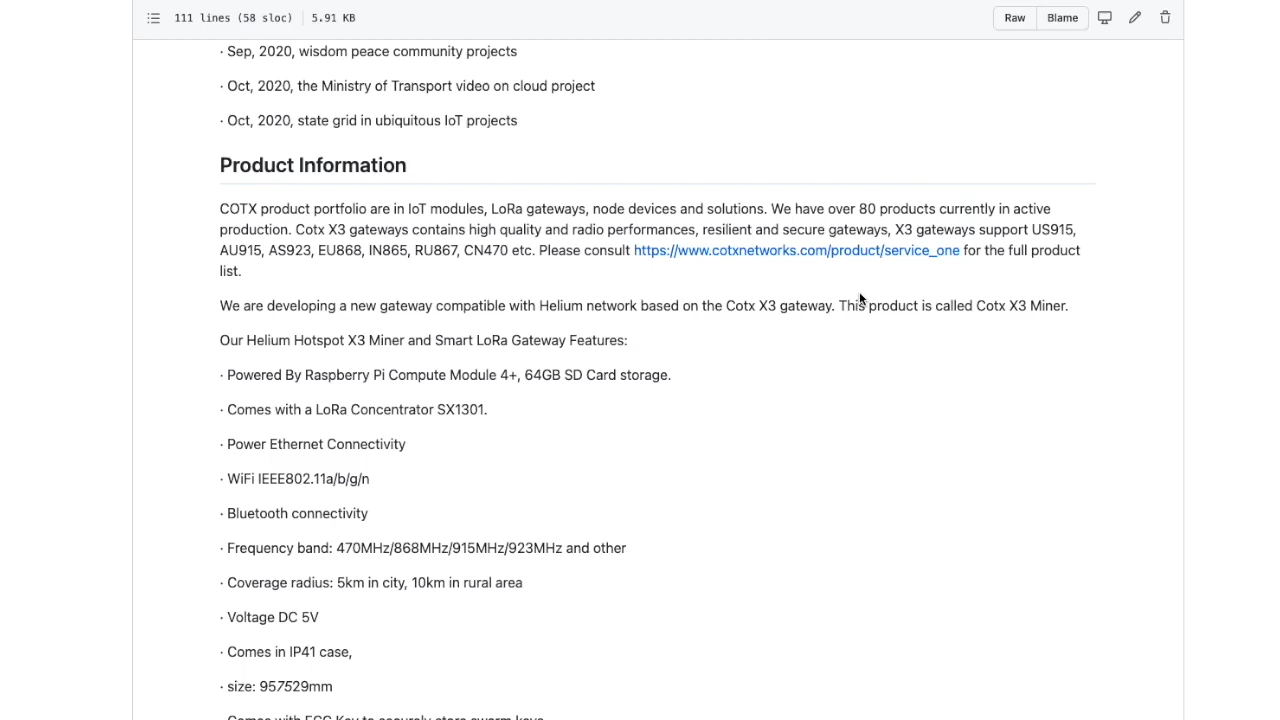 111 lines (58 sloc) 5.91 KB Raw Blame
· Sep, 2020, wisdom peace community projects
· Oct, 2020, the Ministry of Transport video on cloud project
· Oct, 2020, state grid in ubiquitous IoT projects
Product Information
COTX product portfolio are in IoT modules, LoRa gateways, node devices and solutions. We have over 80 products currently in active
production. Cotx X3 gateways contains high quality and radio performances, resilient and secure gateways, X3 gateways support US915,
AU915, AS923, EU868, IN865, RU867, CN470 etc. Please consult https://www.cotxnetworks.com/product/service_one for the full product
list.
We are developing a new gateway compatible with Helium network based on the Cotx X3 gateway. This product is called Cotx X3 Miner.
Our Helium Hotspot X3 Miner and Smart LoRa Gateway Features:
· Powered By Raspberry Pi Compute Module 4+, 64GB SD Card storage.
· Comes with a LoRa Concentrator SX1301.
· Power Ethernet Connectivity
· WiFi IEEE802.11a/b/g/n
· Bluetooth connectivity
· Frequency band: 470MHz/868MHz/915MHz/923MHz and other
· Coverage radius: 5km in city, 10km in rural area
· Voltage DC 5V
· Comes in IP41 case,
· size: 957529mm
· Comes with ECC Key to securely store swarm keys